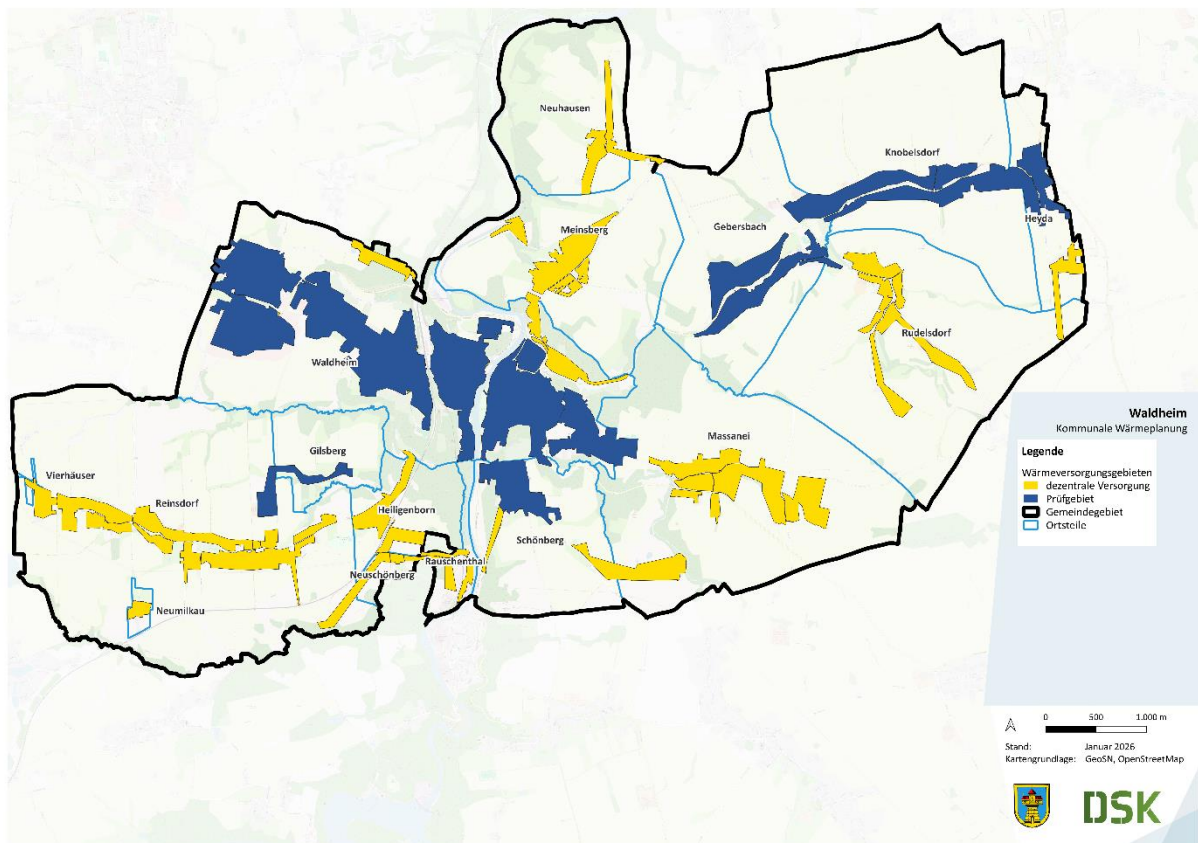 Neuhausen
Knobelsdorf
Heyda
Gebersbach
Meinsberg
Rudelsdorf
Waldheim
Massanei
Gilsberg
Vierhäuser
Reinsdorf
Heiligenborn
Schönberg
Rauschenthal
Neuschönberg
Neumilkau
Waldheim
Kommunale Wärmeplanung
Legende
Wärmeversorgungsgebieten
dezentrale Versorgung
Prüfgebiet
Gemeindegebiet
Ortsteile
0 500 1.000 m
Stand: Januar 2026
Kartengrundlage: GeoSN, OpenStreetMap
DSK